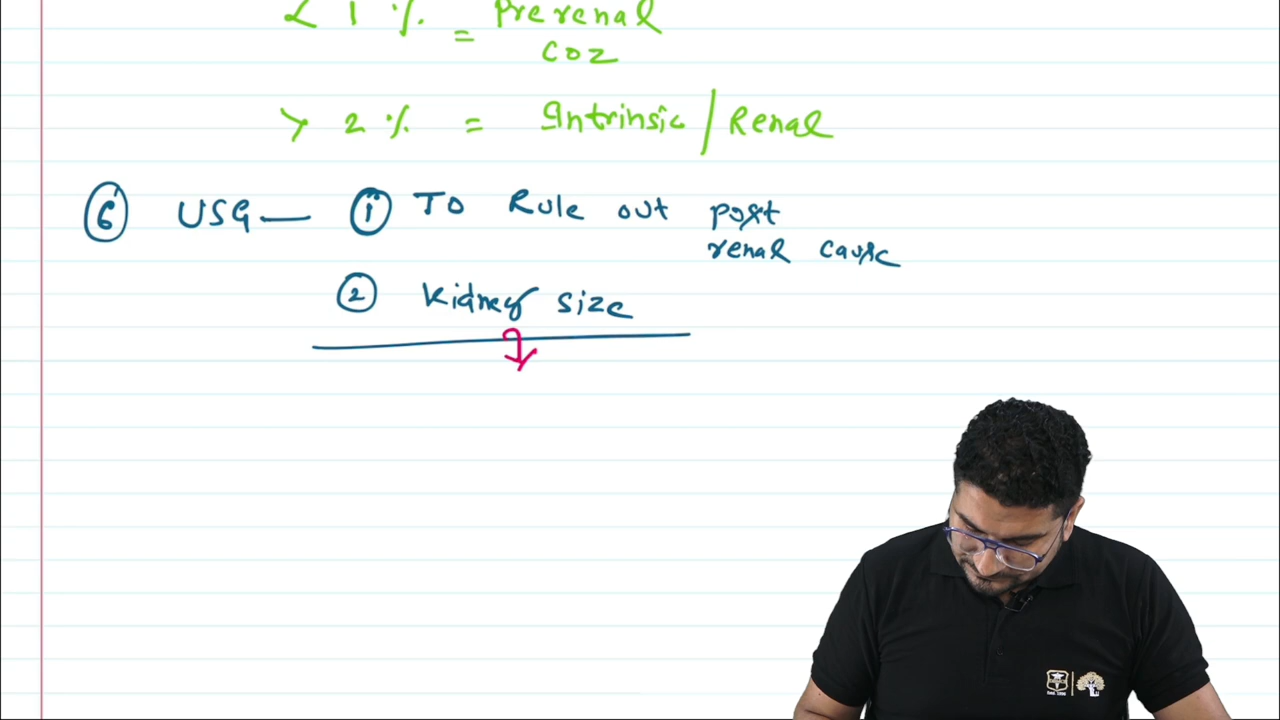 < 1 % = Prerenal
COZ
> 2 % = Intrinsic / Renal
⑥ USG — ① To Rule out post
renal cause
② Kidney size